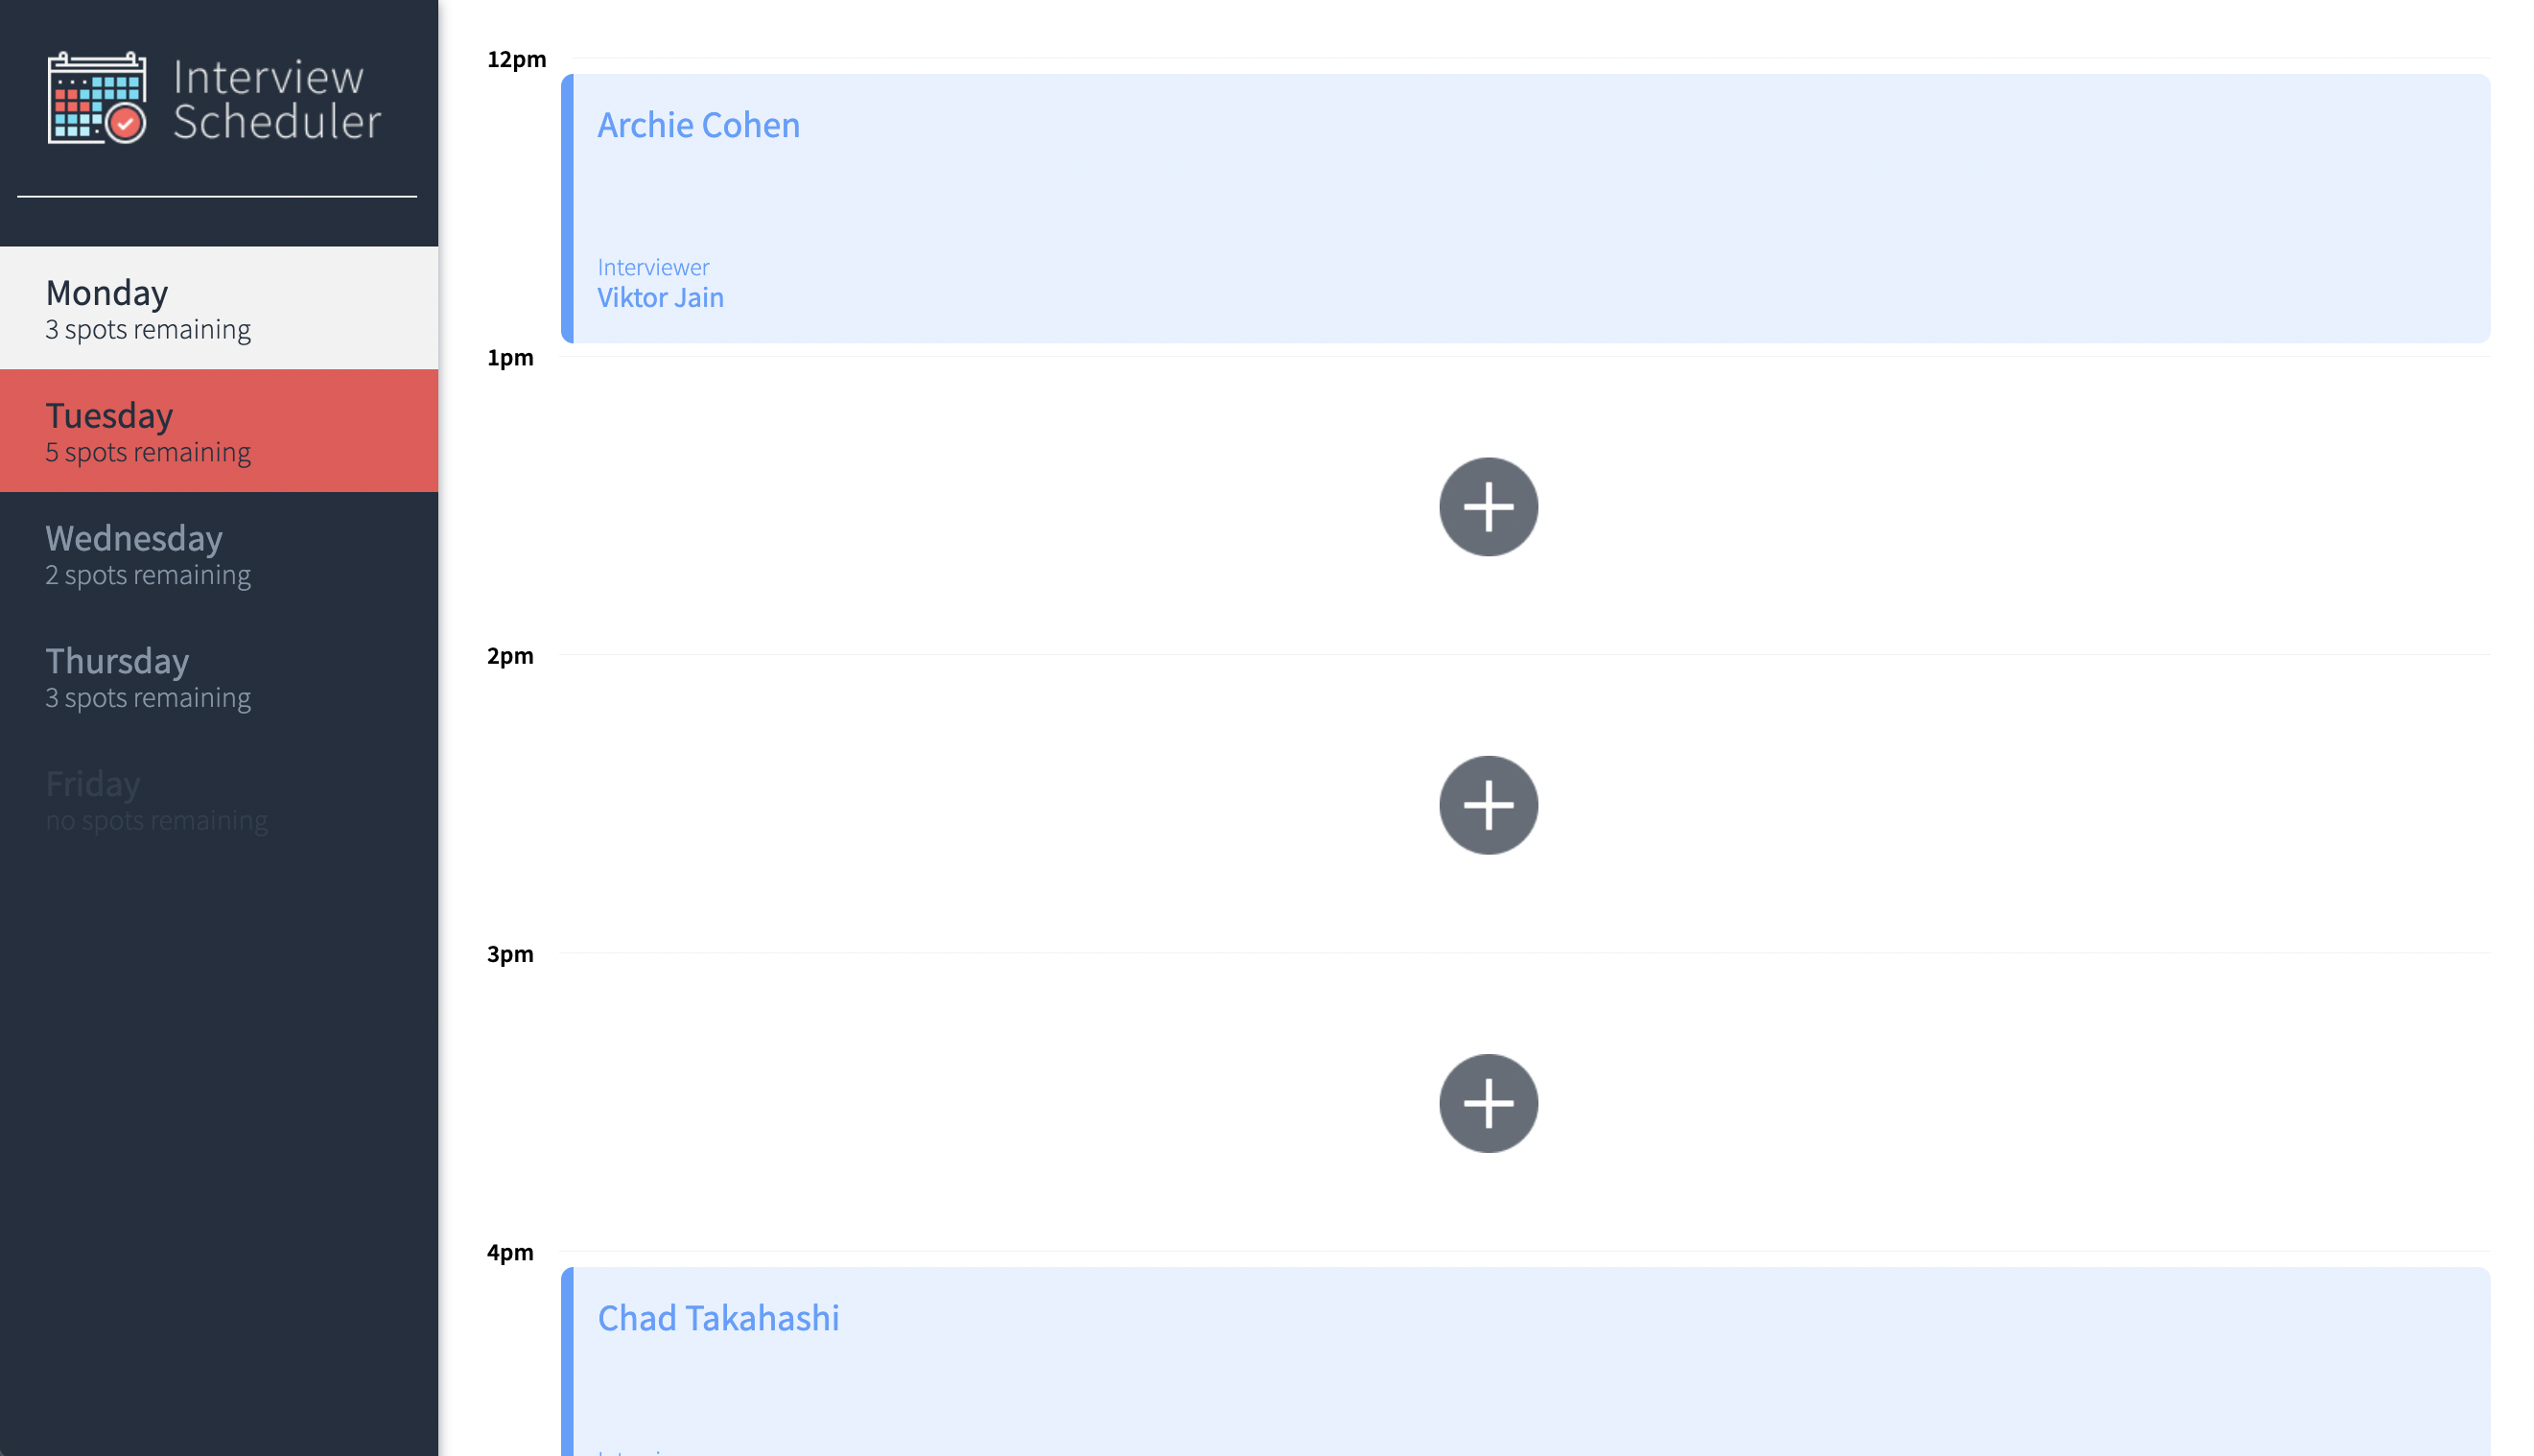 Interview
Scheduler
Monday
3 spots remaining
Tuesday
5 spots remaining
Wednesday
2 spots remaining
Thursday
3 spots remaining
Friday
no spots remaining
12pm
Archie Cohen
Interviewer
Viktor Jain
1pm
2pm
3pm
4pm
Chad Takahashi